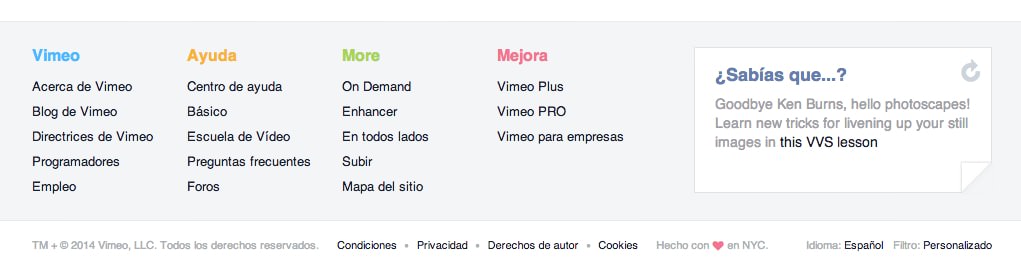 Vimeo
Acerca de Vimeo
Blog de Vimeo
Directrices de Vimeo
Programadores
Empleo
Ayuda
Centro de ayuda
Básico
Escuela de Vídeo
Preguntas frecuentes
Foros
More
On Demand
Enhancer
En todos lados
Subir
Mapa del sitio
Mejora
Vimeo Plus
Vimeo PRO
Vimeo para empresas
¿Sabías que...?
Goodbye Ken Burns, hello photoscapes!
Learn new tricks for livening up your still
images in this VVS lesson
TM + © 2014 Vimeo, LLC. Todos los derechos reservados. Condiciones • Privacidad • Derechos de autor • Cookies Hecho con ❤ en NYC. Idioma: Español Filtro: Personalizado